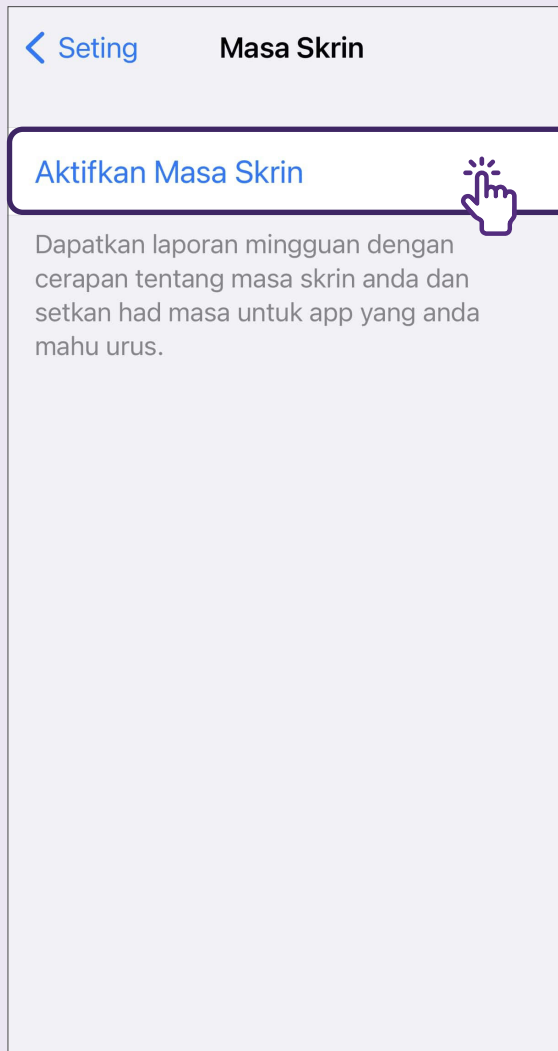 Seting
Masa Skrin
Aktifkan Masa Skrin
Dapatkan laporan mingguan dengan
cerapan tentang masa skrin anda dan
setkan had masa untuk app yang anda
mahu urus.